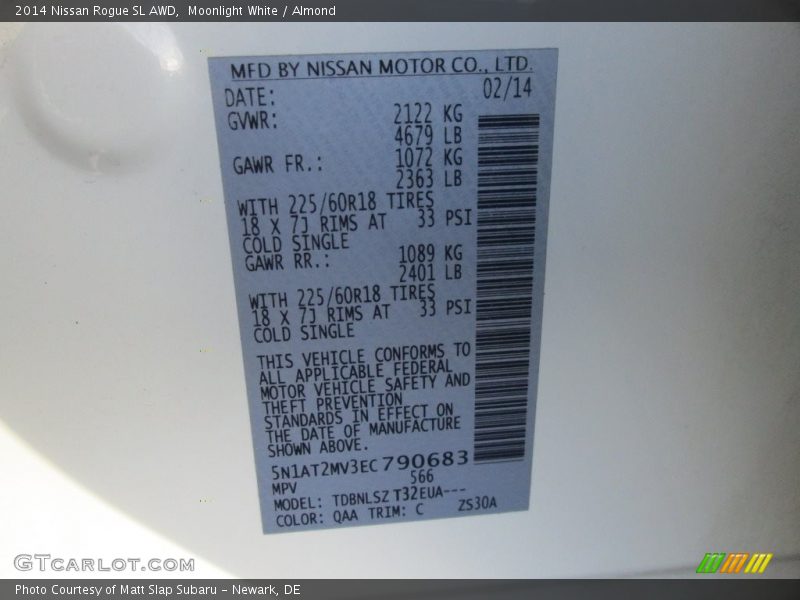 2014 Nissan Rogue SL AWD, Moonlight White / Almond
MFD BY NISSAN MOTOR CO., LTD.
DATE: 02/14
GVWR: 2122 KG
4679 LB
GAWR FR.: 1072 KG
2363 LB
WITH 225/60R18 TIRES
18 X 7J RIMS AT 33 PSI
COLD SINGLE
GAWR RR.: 1089 KG
2401 LB
WITH 225/60R18 TIRES
18 X 7J RIMS AT 33 PSI
COLD SINGLE
THIS VEHICLE CONFORMS TO
ALL APPLICABLE FEDERAL
MOTOR VEHICLE SAFETY AND
THEFT PREVENTION
STANDARDS IN EFFECT ON
THE DATE OF MANUFACTURE
SHOWN ABOVE.
5N1AT2MV3EC790683
MPV 566
MODEL: TDBNLSZ T32EUA---
COLOR: QAA TRIM: C ZS30A
GTCARLOT.COM
Photo Courtesy of Matt Slap Subaru - Newark, DE